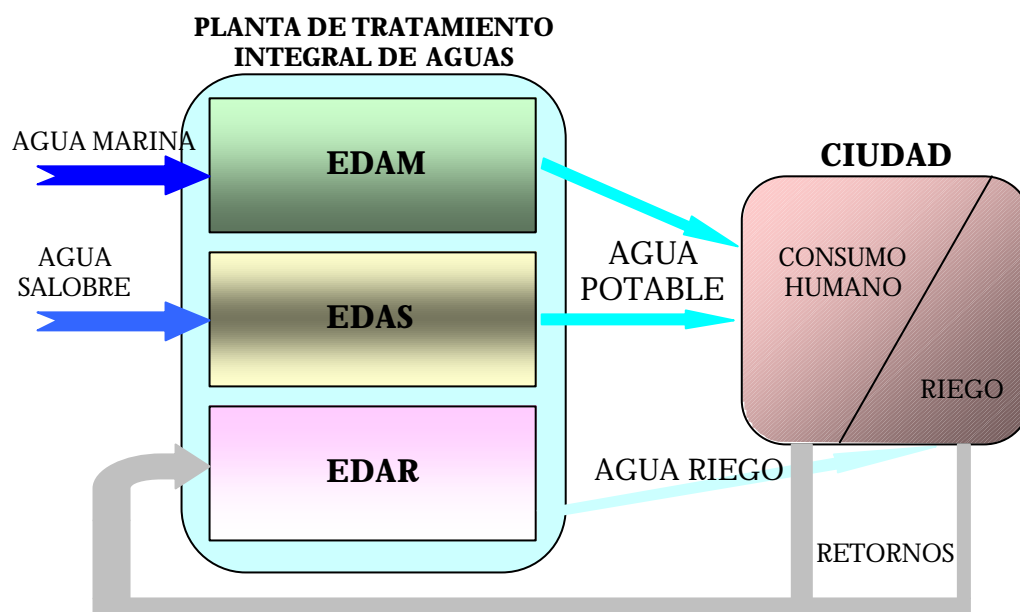 PLANTA DE TRATAMIENTO
INTEGRAL DE AGUAS
AGUA MARINA
EDAM
CIUDAD
AGUA
SALOBRE
EDAS
AGUA
POTABLE
CONSUMO
HUMANO
RIEGO
EDAR
AGUA RIEGO
RETORNOS